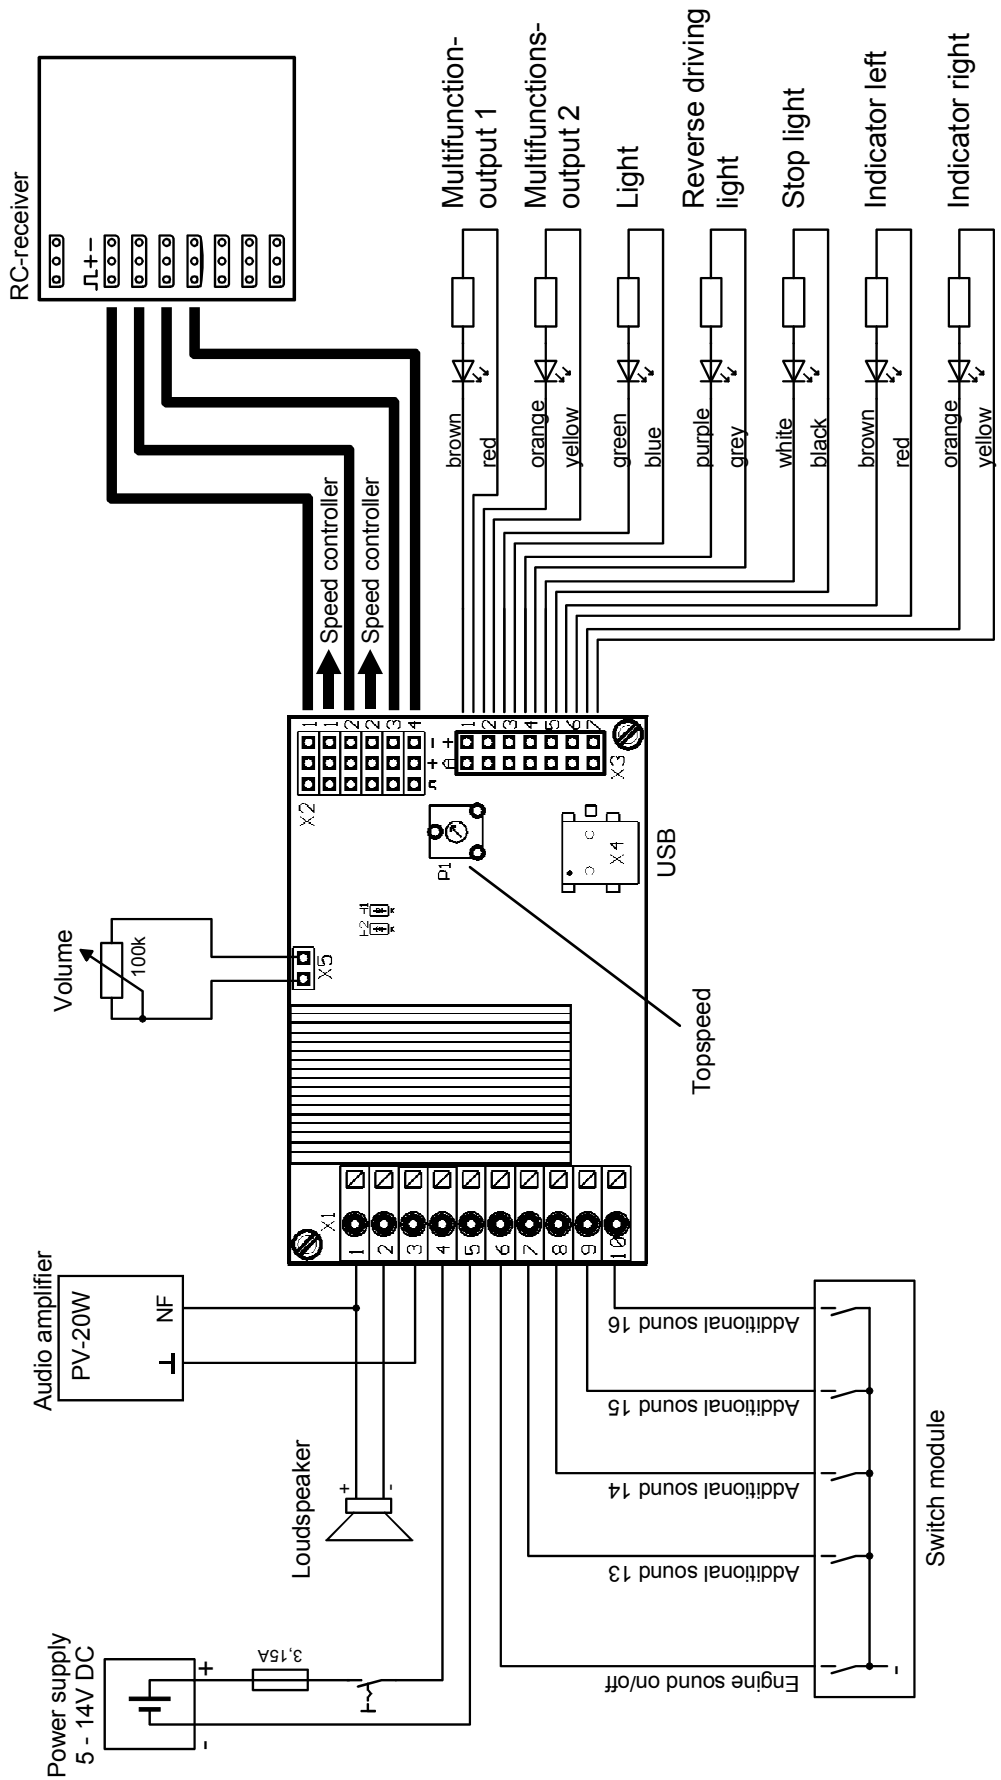 RC-receiver
+
-
Multifunction-
output 1
Multifunctions-
output 2
Light
Reverse driving
light
Stop light
Indicator left
Indicator right
brown
red
orange
yellow
green
blue
purple
grey
white
black
brown
red
orange
yellow
Speed controller
Speed controller
1
1
2
2
3
4
X2
- +
+
1
2
3
4
5
6
7
X3
P1
X4
USB
Volume
100k
X5
H1
H2
Topspeed
X1
1
2
3
4
5
6
7
8
9
10
Audio amplifier
PV-20W
NF
Loudspeaker
+
-
Power supply
5 - 14V DC
+
-
3,15A
Additional sound 16
Additional sound 15
Additional sound 14
Additional sound 13
Engine sound on/off
-
Switch module